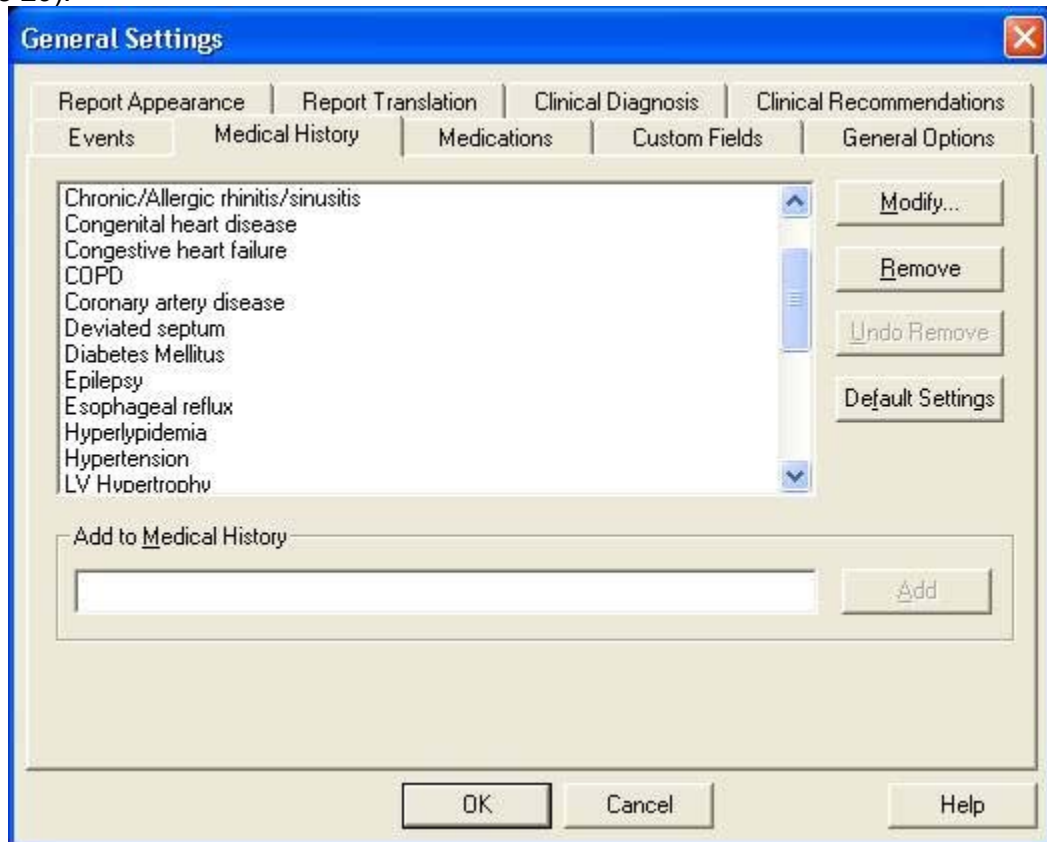 General Settings
Report Appearance Report Translation Clinical Diagnosis Clinical Recommendations
Events Medical History Medications Custom Fields General Options
Chronic/Allergic rhinitis/sinusitis
Congenital heart disease
Congestive heart failure
COPD
Coronary artery disease
Deviated septum
Diabetes Mellitus
Epilepsy
Esophageal reflux
Hyperlypidemia
Hypertension
LV Hypertrophy
Modify...
Remove
Undo Remove
Default Settings
Add to Medical History
Add
OK Cancel Help